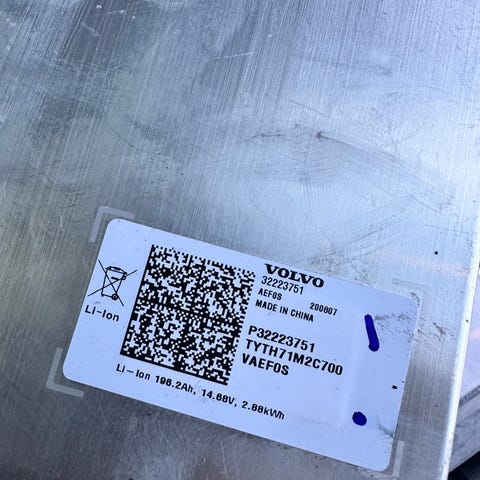 VOLVO
32223751
AEF0S 200807
MADE IN CHINA
P32223751
TYTH71M2C700
VAEF0S
Li-Ion
Li-Ion 196.2Ah, 14.68V, 2.88kWh